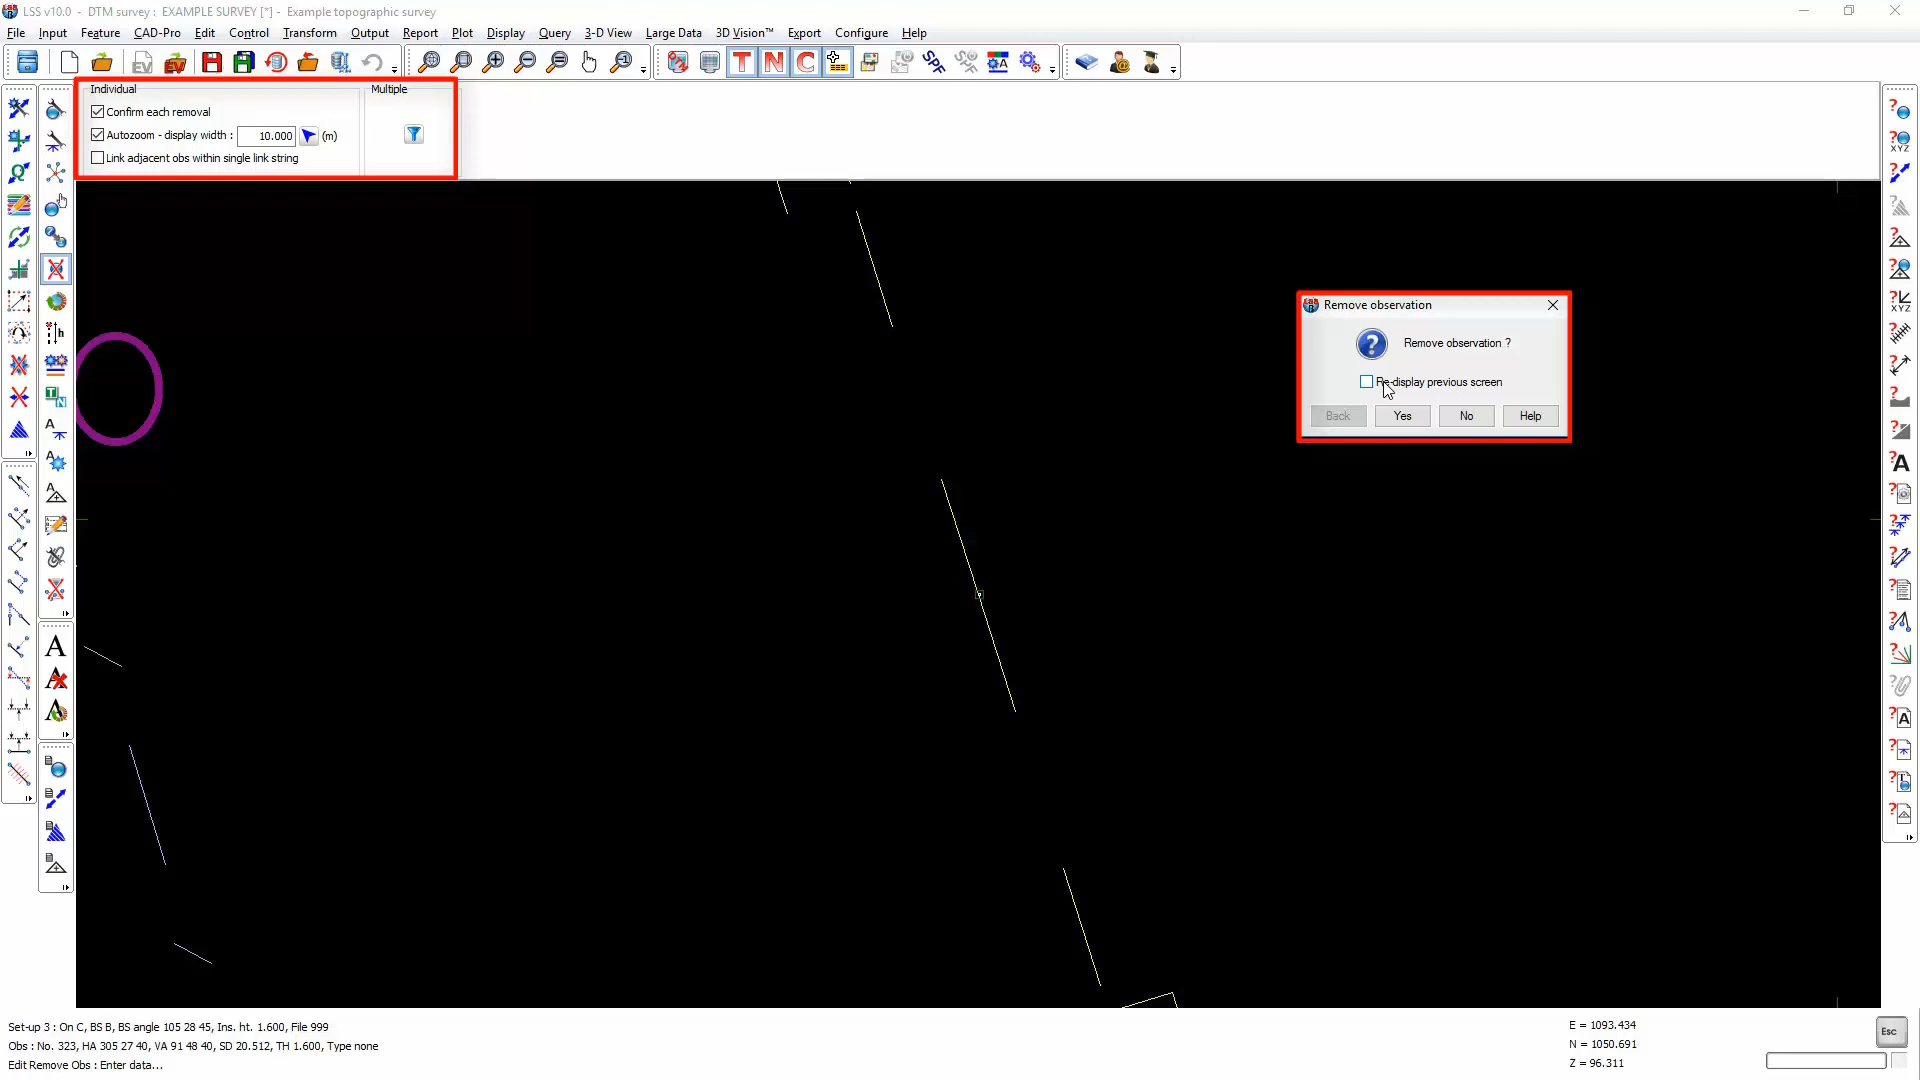 LSS v10.0 - DTM survey : EXAMPLE SURVEY [*] - Example topographic survey
File Input Feature CAD-Pro Edit Control Transform Output Report Plot Display Query 3-D View Large Data 3D Vision™ Export Configure Help
EV EV T N C SPF SPF A
Individual
Multiple
Confirm each removal
Autozoom - display width : 10.000 (m)
Link adjacent obs within single link string
Remove observation
Remove observation ?
Re-display previous screen
Back Yes No Help
Set-up 3 : On C, BS B, BS angle 105 28 45, Ins. ht. 1.600, File 999
Obs : No. 323, HA 305 27 40, VA 91 48 40, SD 20.512, TH 1.600, Type none
Edit Remove Obs : Enter data...
E = 1093.434
N = 1050.691
Z = 96.311
Esc